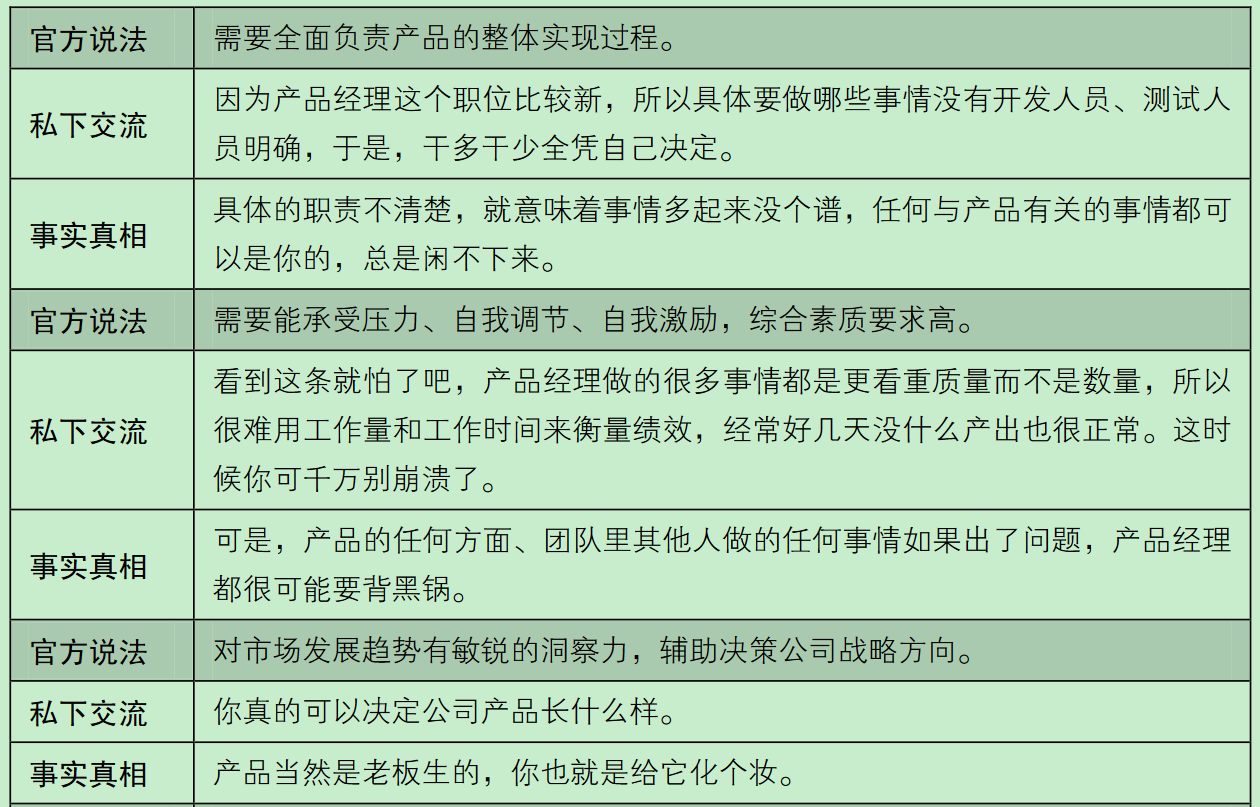 官方说法
需要全面负责产品的整体实现过程。
私下交流
因为产品经理这个职位比较新，所以具体要做哪些事情没有开发人员、测试人
员明确，于是，干多干少全凭自己决定。
事实真相
具体的职责不清楚，就意味着事情多起来没个谱，任何与产品有关的事情都可
以是你的，总是闲不下来。
官方说法
需要能承受压力、自我调节、自我激励，综合素质要求高。
私下交流
看到这条就怕了吧，产品经理做的很多事情都是更看重质量而不是数量，所以
很难用工作量和工作时间来衡量绩效，经常好几天没什么产出也很正常。这时
候你可千万别崩溃了。
事实真相
可是，产品的任何方面、团队里其他人做的任何事情如果出了问题，产品经理
都很可能要背黑锅。
官方说法
对市场发展趋势有敏锐的洞察力，辅助决策公司战略方向。
私下交流
你真的可以决定公司产品长什么样。
事实真相
产品当然是老板生的，你也就是给它化个妆。